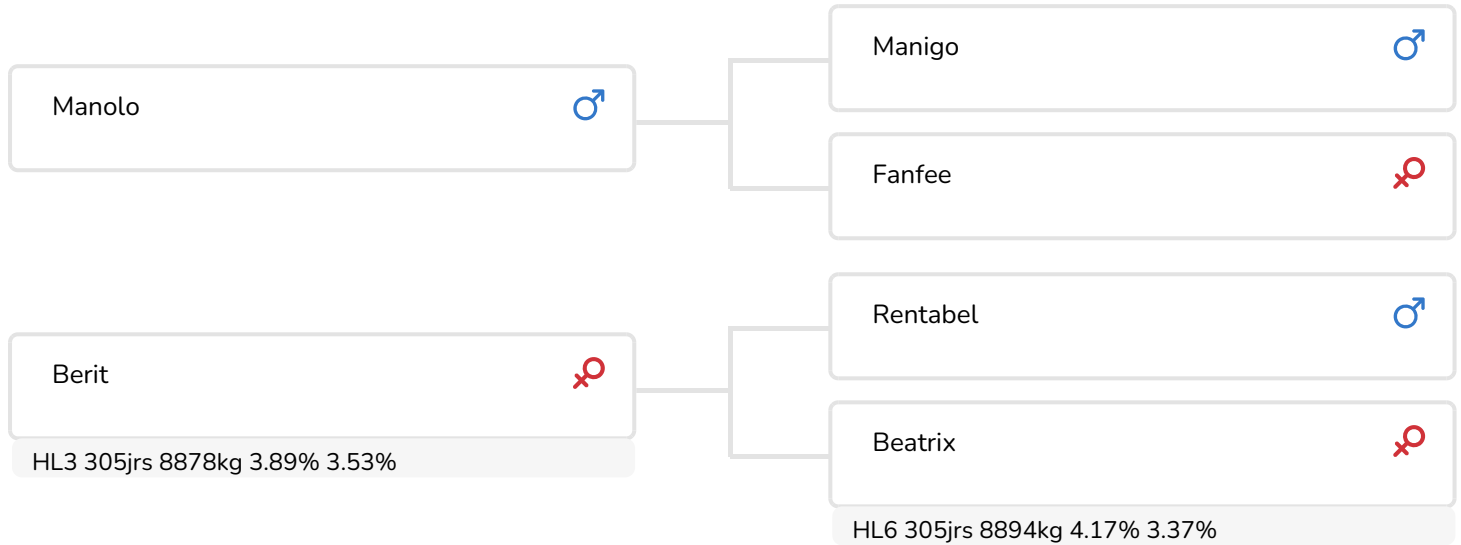 Manigo
Manolo
Fanfee
Rentabel
Berit
Beatrix
HL3 305jrs 8878kg 3.89% 3.53%
HL6 305jrs 8894kg 4.17% 3.37%